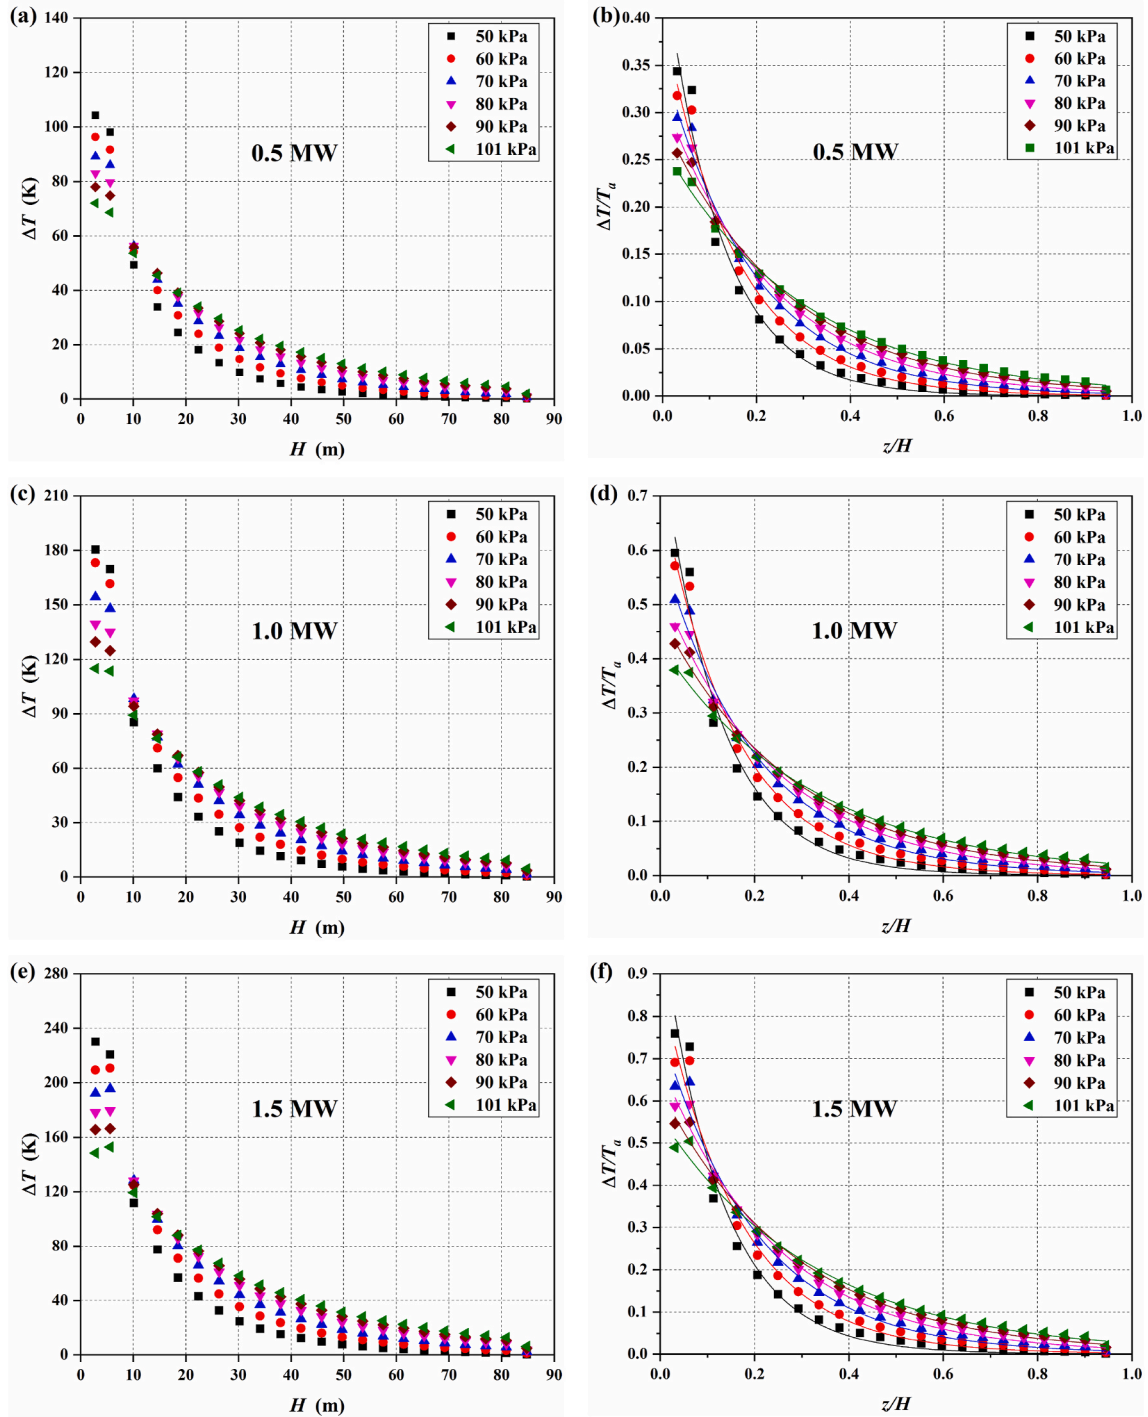 (a)
140
120
100
80
60
40
20
0
ΔT (K)
0 10 20 30 40 50 60 70 80 90
H (m)
0.5 MW
50 kPa
60 kPa
70 kPa
80 kPa
90 kPa
101 kPa
(b)
0.40
0.35
0.30
0.25
0.20
0.15
0.10
0.05
0.00
ΔT/Ta
0.0 0.2 0.4 0.6 0.8 1.0
z/H
0.5 MW
50 kPa
60 kPa
70 kPa
80 kPa
90 kPa
101 kPa
(c)
210
180
150
120
90
60
30
0
ΔT (K)
0 10 20 30 40 50 60 70 80 90
H (m)
1.0 MW
50 kPa
60 kPa
70 kPa
80 kPa
90 kPa
101 kPa
(d)
0.7
0.6
0.5
0.4
0.3
0.2
0.1
0.0
ΔT/Ta
0.0 0.2 0.4 0.6 0.8 1.0
z/H
1.0 MW
50 kPa
60 kPa
70 kPa
80 kPa
90 kPa
101 kPa
(e)
280
240
200
160
120
80
40
0
ΔT (K)
0 10 20 30 40 50 60 70 80 90
H (m)
1.5 MW
50 kPa
60 kPa
70 kPa
80 kPa
90 kPa
101 kPa
(f)
0.9
0.8
0.7
0.6
0.5
0.4
0.3
0.2
0.1
0.0
ΔT/Ta
0.0 0.2 0.4 0.6 0.8 1.0
z/H
1.5 MW
50 kPa
60 kPa
70 kPa
80 kPa
90 kPa
101 kPa